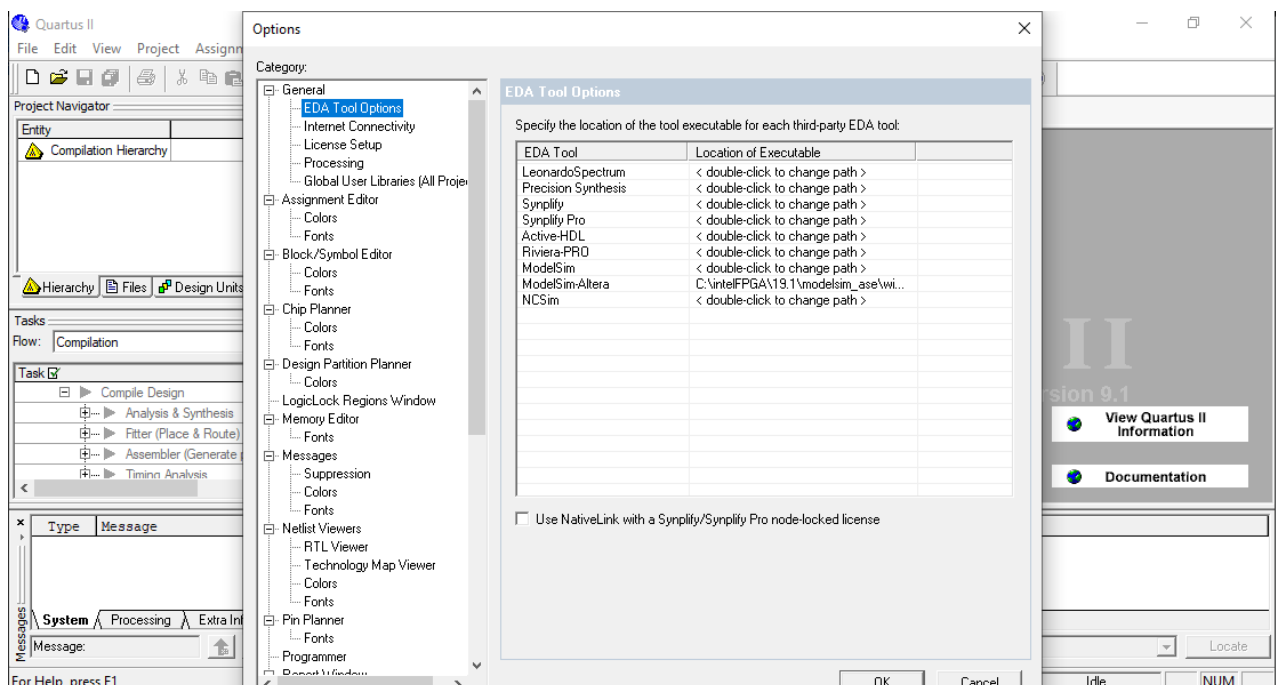 Quartus II
File Edit View Project Assignm
Project Navigator
Entity
Compilation Hierarchy
Hierarchy Files Design Units
Tasks
Flow: Compilation
Task
Compile Design
Analysis & Synthesis
Fitter (Place & Route)
Assembler (Generate p
Timing Analysis
Type Message
System Processing Extra Inf
Messages
Message:
For Help, press F1
Options
Category:
General
EDA Tool Options
Internet Connectivity
License Setup
Processing
Global User Libraries (All Proje
Assignment Editor
Colors
Fonts
Block/Symbol Editor
Colors
Fonts
Chip Planner
Colors
Fonts
Design Partition Planner
Colors
LogicLock Regions Window
Memory Editor
Fonts
Messages
Suppression
Colors
Fonts
Netlist Viewers
RTL Viewer
Technology Map Viewer
Colors
Fonts
Pin Planner
Fonts
Programmer
Report Window
EDA Tool Options
Specify the location of the tool executable for each third-party EDA tool:
EDA Tool Location of Executable
LeonardoSpectrum < double-click to change path >
Precision Synthesis < double-click to change path >
Synplify < double-click to change path >
Synplify Pro < double-click to change path >
Active-HDL < double-click to change path >
Riviera-PRO < double-click to change path >
ModelSim < double-click to change path >
ModelSim-Altera C:\intelFPGA\19.1\modelsim_ase\wi...
NCSim < double-click to change path >
Use NativeLink with a Synplify/Synplify Pro node-locked license
OK Cancel
II
rsion 9.1
View Quartus II
Information
Documentation
Locate
Idle NUM